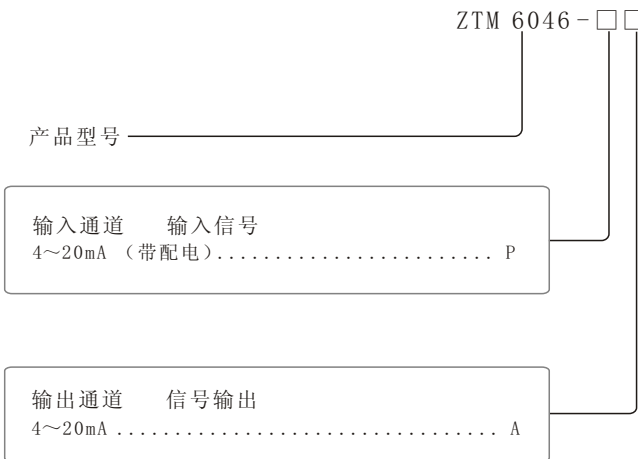 ZTM 6046-□□
产品型号
输入通道 输入信号
4～20mA （带配电）........................ P
输出通道 信号输出
4～20mA ................................. A